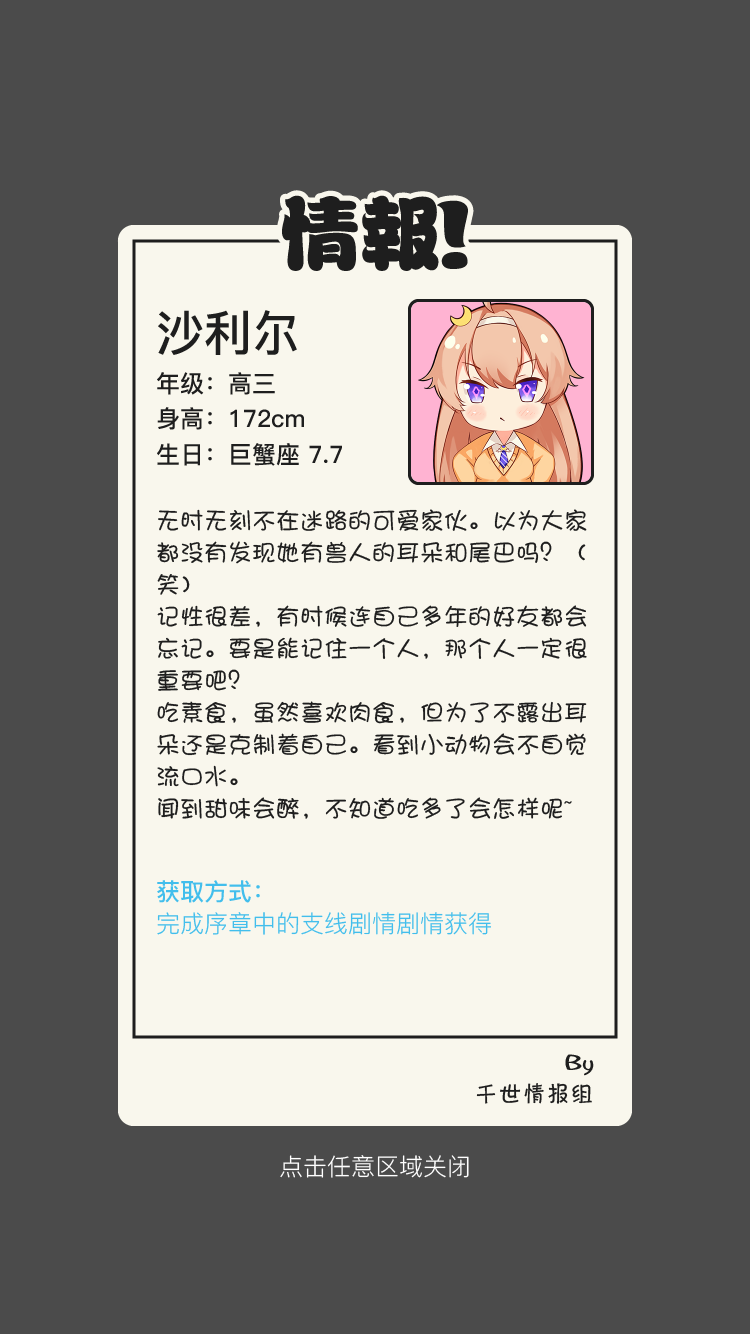 情報!
沙利尔
年级：高三
身高：172cm
生日：巨蟹座 7.7
无时无刻不在迷路的可爱家伙。以为大家
都没有发现她有兽人的耳朵和尾巴吗？（
笑）
记性很差，有时候连自己多年的好友都会
忘记。要是能记住一个人，那个人一定很
重要吧？
吃素食，虽然喜欢肉食，但为了不露出耳
朵还是克制着自己。看到小动物会不自觉
流口水。
闻到甜味会醉，不知道吃多了会怎样呢~
获取方式：
完成序章中的支线剧情剧情获得
By
千世情报组
点击任意区域关闭